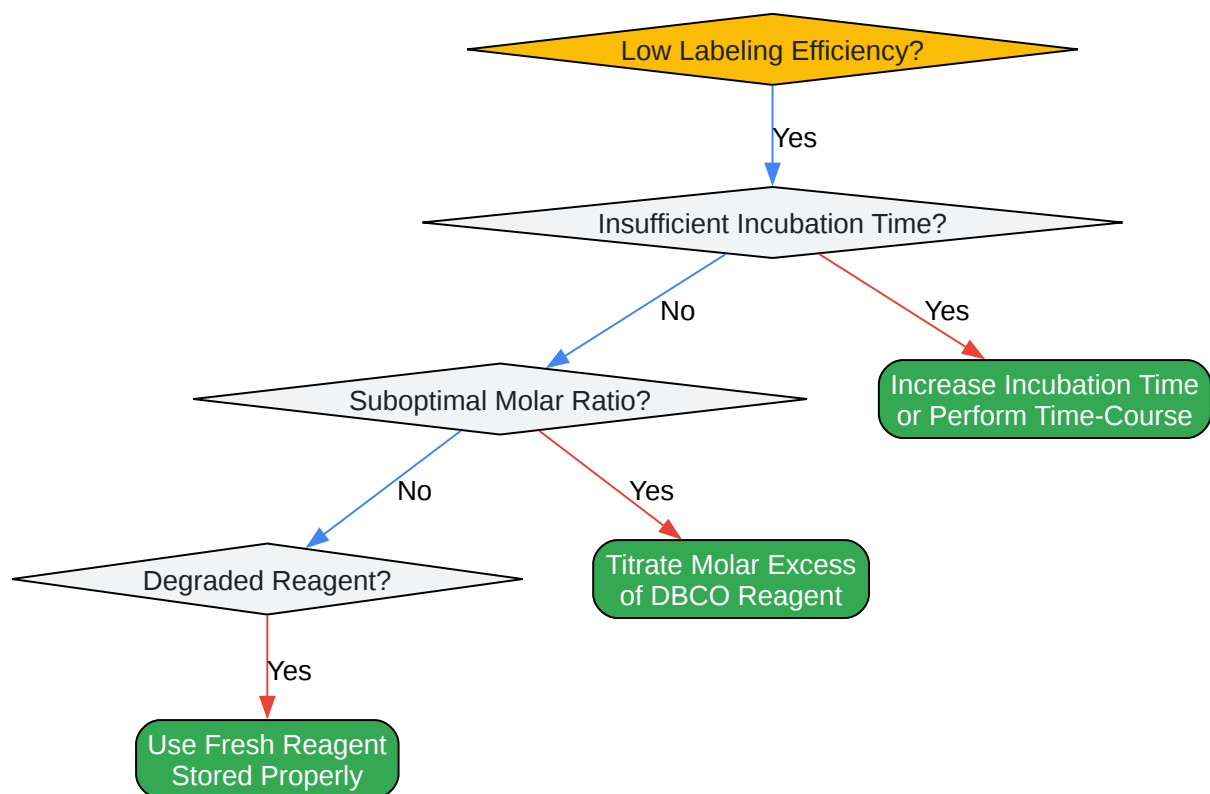 Low Labeling Efficiency?
Yes
Insufficient Incubation Time?
No
Yes
Increase Incubation Time
or Perform Time-Course
Suboptimal Molar Ratio?
No
Yes
Titrate Molar Excess
of DBCO Reagent
Degraded Reagent?
Yes
Use Fresh Reagent
Stored Properly